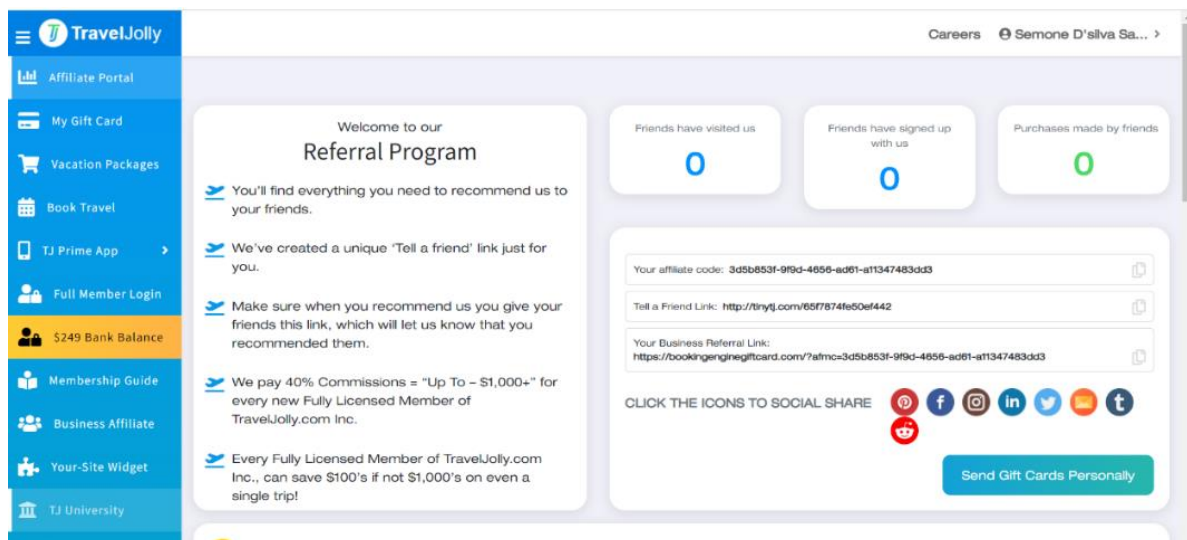 TravelJolly
Careers
Semone D'silva Sa... >
Affiliate Portal
My Gift Card
Vacation Packages
Book Travel
TJ Prime App >
Full Member Login
$249 Bank Balance
Membership Guide
Business Affiliate
Your-Site Widget
TJ University
Welcome to our
Referral Program
You'll find everything you need to recommend us to
your friends.
We've created a unique 'Tell a friend' link just for
you.
Make sure when you recommend us you give your
friends this link, which will let us know that you
recommended them.
We pay 40% Commissions = "Up To – $1,000+" for
every new Fully Licensed Member of
TravelJolly.com Inc.
Every Fully Licensed Member of TravelJolly.com
Inc., can save $100's if not $1,000's on even a
single trip!
Friends have visited us
0
Friends have signed up
with us
0
Purchases made by friends
0
Your affiliate code: 3d5b853f-9f9d-4656-ad61-a11347483dd3
Tell a Friend Link: http://tinytj.com/65f7874fe50ef442
Your Business Referral Link:
https://bookingenginegiftcard.com/?afmc=3d5b853f-9f9d-4656-ad61-a11347483dd3
CLICK THE ICONS TO SOCIAL SHARE
Send Gift Cards Personally